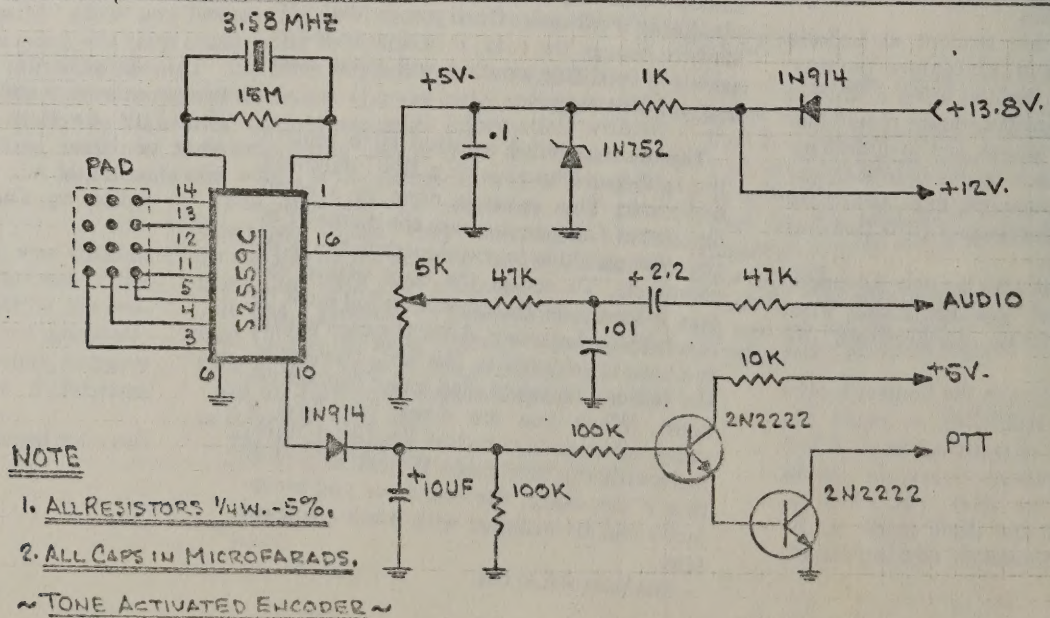 3.58 MHZ
15M
+5V.
1K
1N914
+13.8V.
.1
1N752
+12V.
PAD
14
13
12
11
5
4
3
1
16
S2559C
6
10
5K
47K
+ 2.2
47K
AUDIO
.01
10K
+5V.
1N914
2N2222
100K
PTT
+
10UF
100K
2N2222
NOTE
1. ALL RESISTORS 1/4W.-5%.
2. ALL CAPS IN MICROFARADS.
~ TONE ACTIVATED ENCODER ~